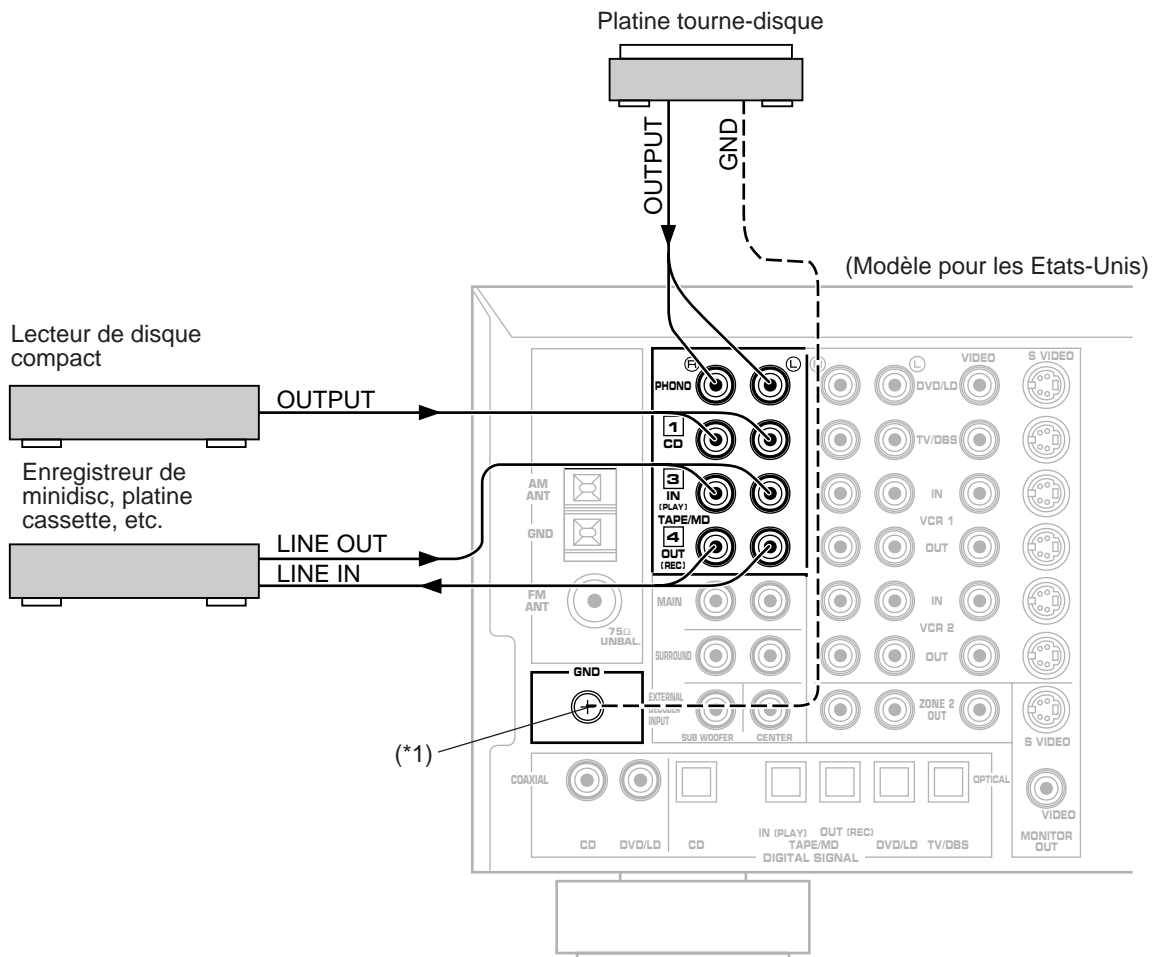 Platine tourne-disque
OUTPUT
GND
(Modèle pour les Etats-Unis)
Lecteur de disque
compact
OUTPUT
Enregistreur de
minidisc, platine
cassette, etc.
LINE OUT
LINE IN
R
L
R
L
VIDEO
S VIDEO
PHONO
DVD/LD
1
CD
TV/DBS
AM
ANT
GND
3
IN
(PLAY)
TAPE/MD
4
OUT
(REC)
IN
VCR 1
OUT
FM
ANT
75Ω
UNBAL.
MAIN
IN
VCR 2
SURROUND
OUT
GND
EXTERNAL
DECODER
INPUT
SUB WOOFER
CENTER
ZONE 2
OUT
S VIDEO
(*1)
COAXIAL
OPTICAL
VIDEO
CD
DVD/LD
CD
IN (PLAY)
OUT (REC)
TAPE/MD
DVD/LD
TV/DBS
DIGITAL SIGNAL
MONITOR
OUT